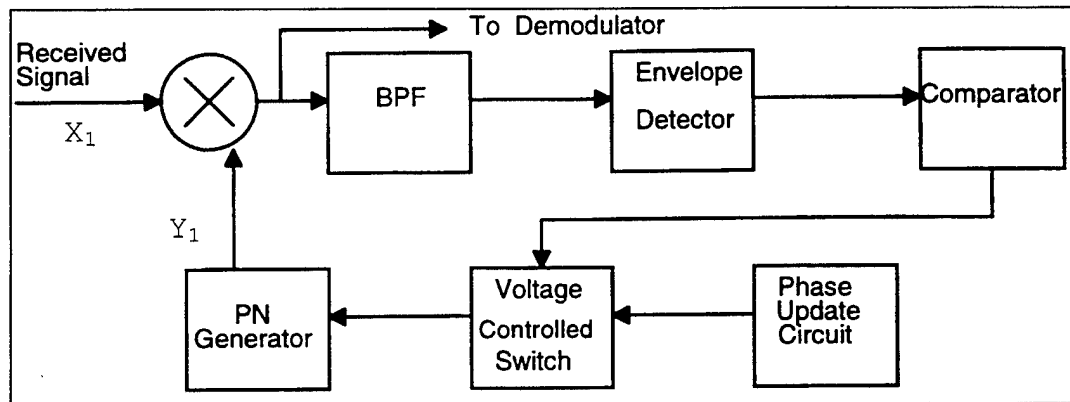 To Demodulator
Received
Signal
X₁
BPF
Envelope
Detector
Comparator
Y₁
PN
Generator
Voltage
Controlled
Switch
Phase
Update
Circuit